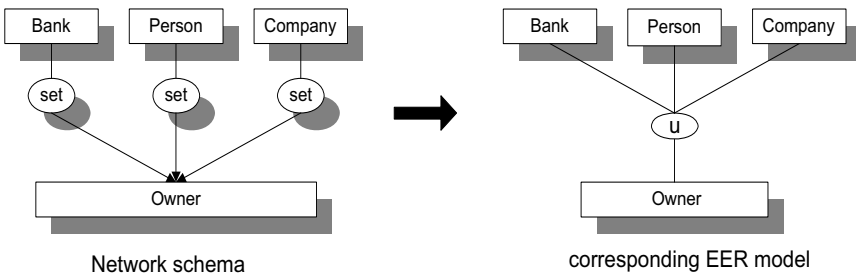 Bank Person Company
set set set
Owner
Network schema
Bank Person Company
u
Owner
corresponding EER model